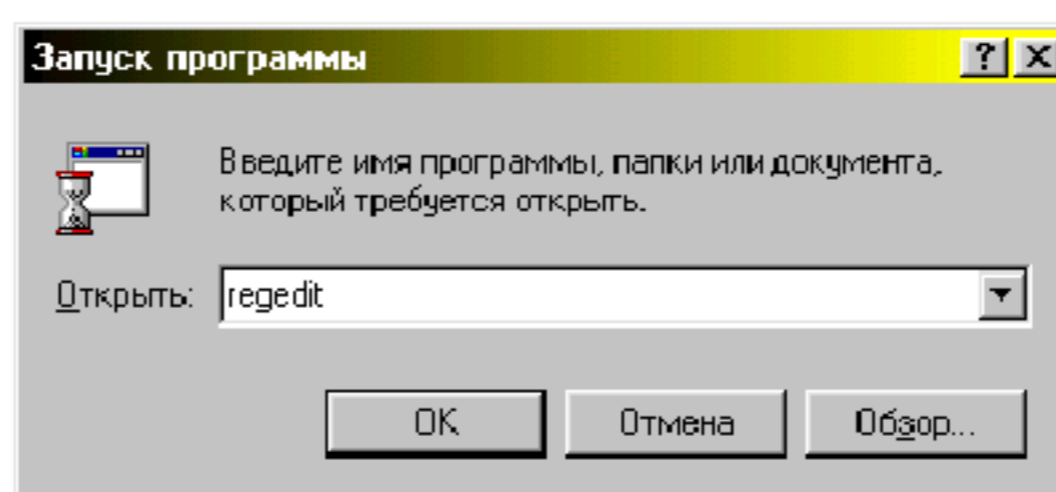 Запуск программы
Введите имя программы, папки или документа,
который требуется открыть.
Открыть: regedit
OK Отмена Обзор...